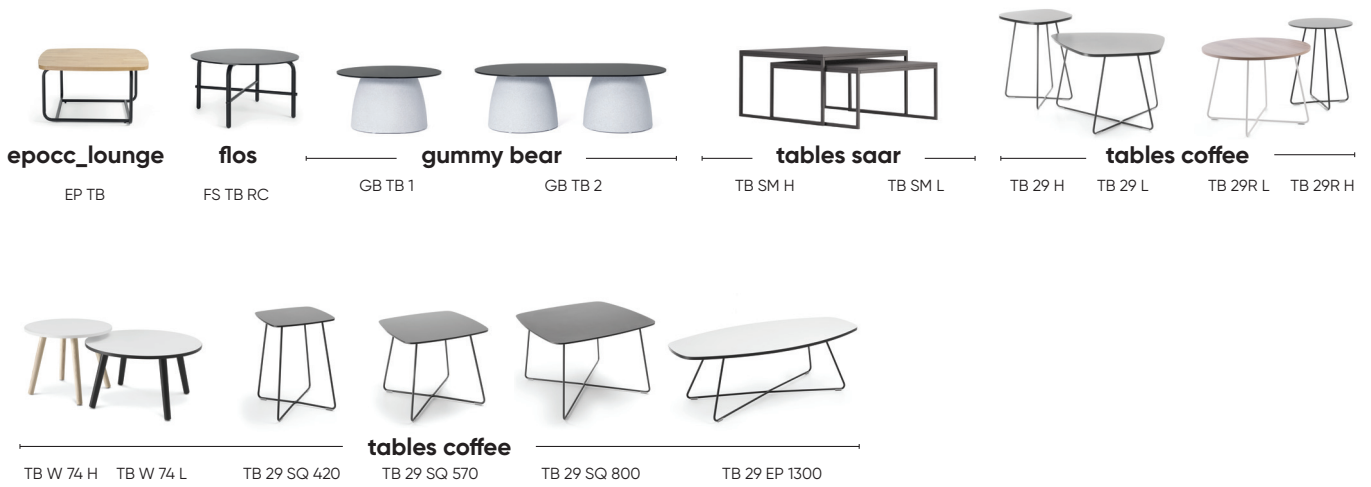 epocc_lounge flos gummy bear tables saar tables coffee
EP TB FS TB RC GB TB 1 GB TB 2 TB SM H TB SM L TB 29 H TB 29 L TB 29R L TB 29R H
tables coffee
TB W 74 H TB W 74 L TB 29 SQ 420 TB 29 SQ 570 TB 29 SQ 800 TB 29 EP 1300